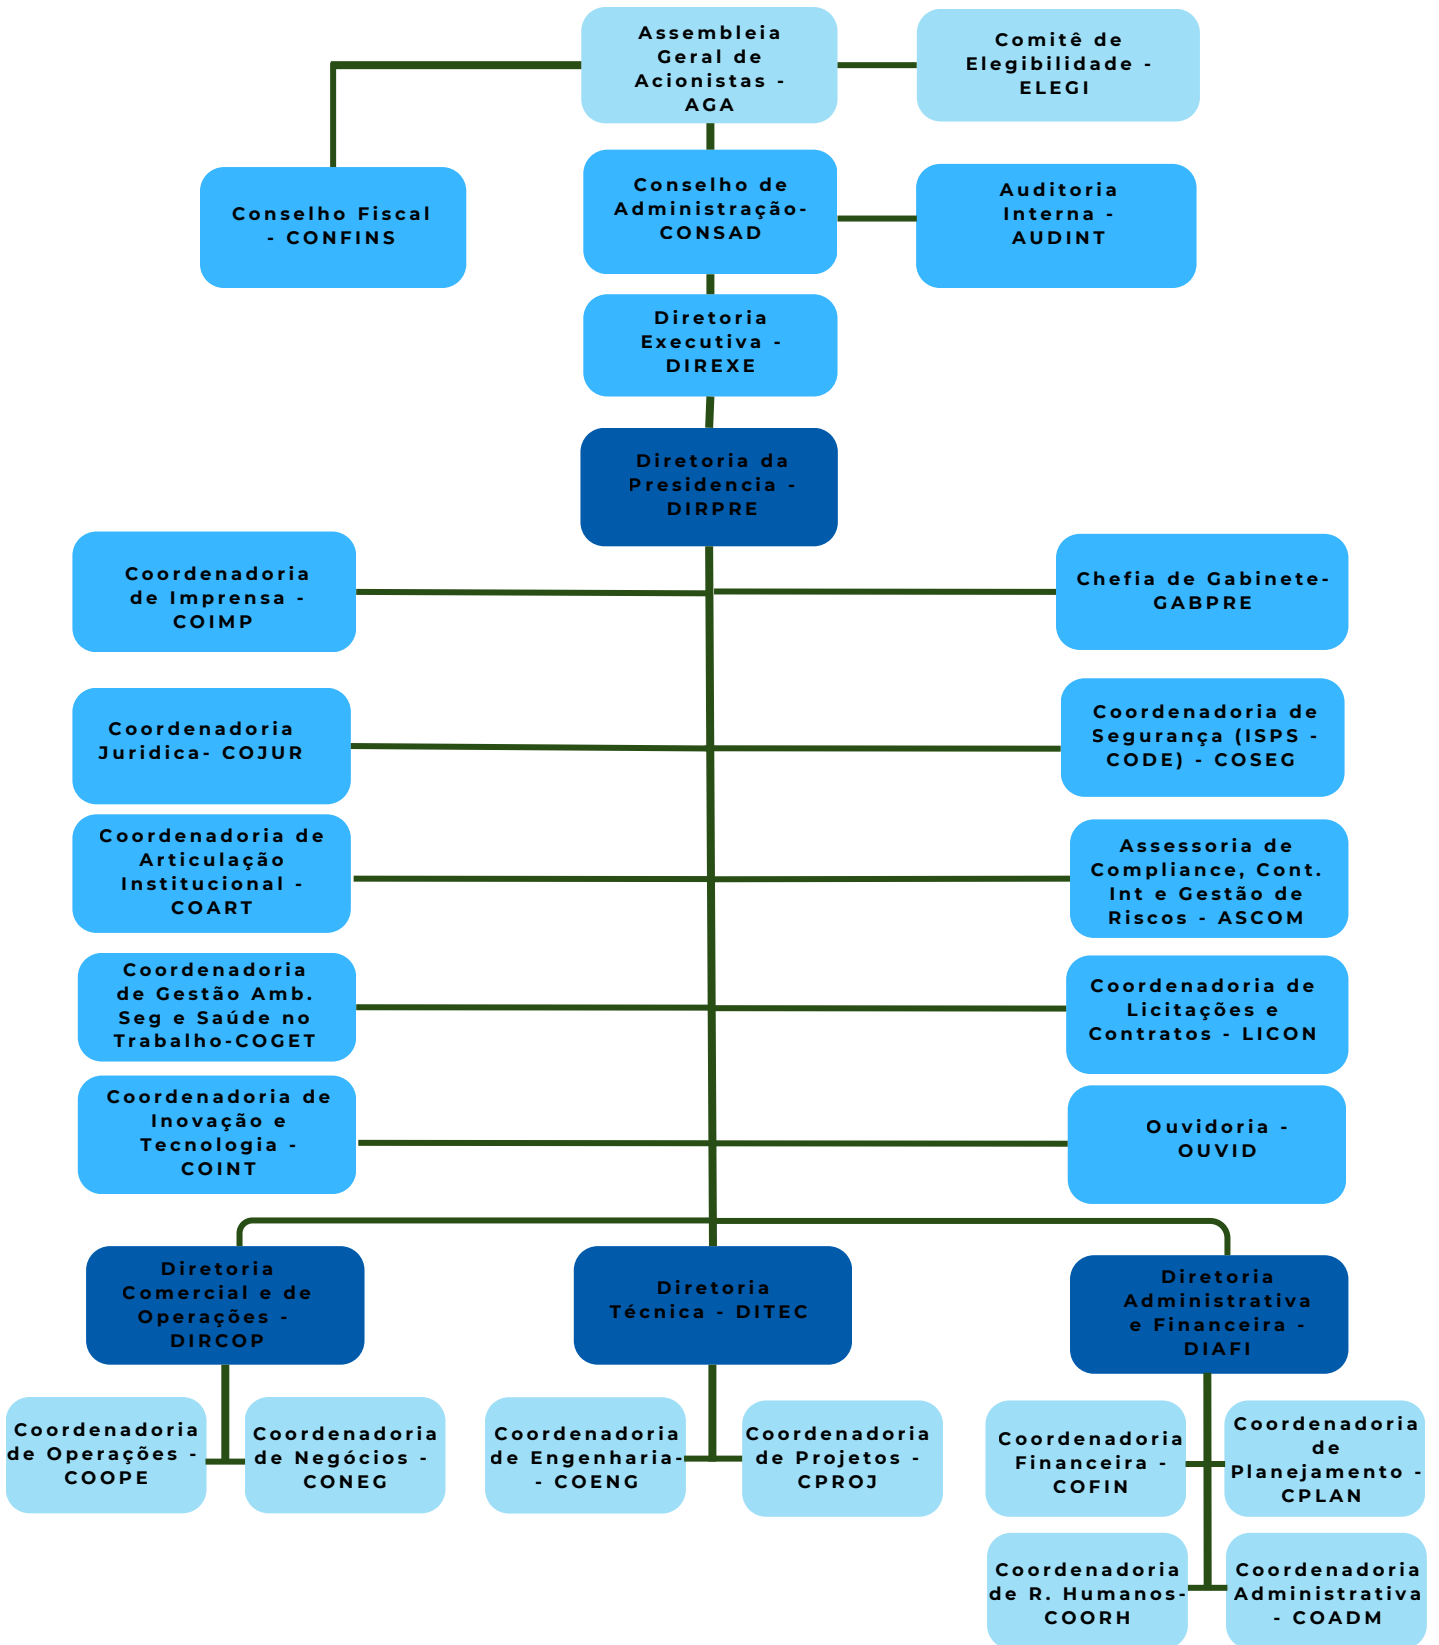 Assembleia
Geral de
Acionistas -
AGA
Comitê de
Elegibilidade -
ELEGI
Conselho Fiscal
- CONFINS
Conselho de
Administração-
CONSAD
Auditoria
Interna -
AUDINT
Diretoria
Executiva -
DIREXE
Diretoria da
Presidencia -
DIRPRE
Coordenadoria
de Imprensa -
COIMP
Chefia de Gabinete-
GABPRE
Coordenadoria
Juridica- COJUR
Coordenadoria de
Segurança (ISPS -
CODE) - COSEG
Coordenadoria de
Articulação
Institucional -
COART
Assessoria de
Compliance, Cont.
Int e Gestão de
Riscos - ASCOM
Coordenadoria
de Gestão Amb.
Seg e Saúde no
Trabalho-COGET
Coordenadoria de
Licitações e
Contratos - LICON
Coordenadoria de
Inovação e
Tecnologia -
COINT
Ouvidoria -
OUVID
Diretoria
Comercial e de
Operações -
DIRCOP
Diretoria
Técnica - DITEC
Diretoria
Administrativa
e Financeira -
DIAFI
Coordenadoria
de Operações -
COOPE
Coordenadoria
de Negócios -
CONEG
Coordenadoria
de Engenharia-
- COENG
Coordenadoria
de Projetos -
CPROJ
Coordenadoria
Financeira -
COFIN
Coordenadoria
de
Planejamento -
CPLAN
Coordenadoria
de R. Humanos-
COORH
Coordenadoria
Administrativa
- COADM